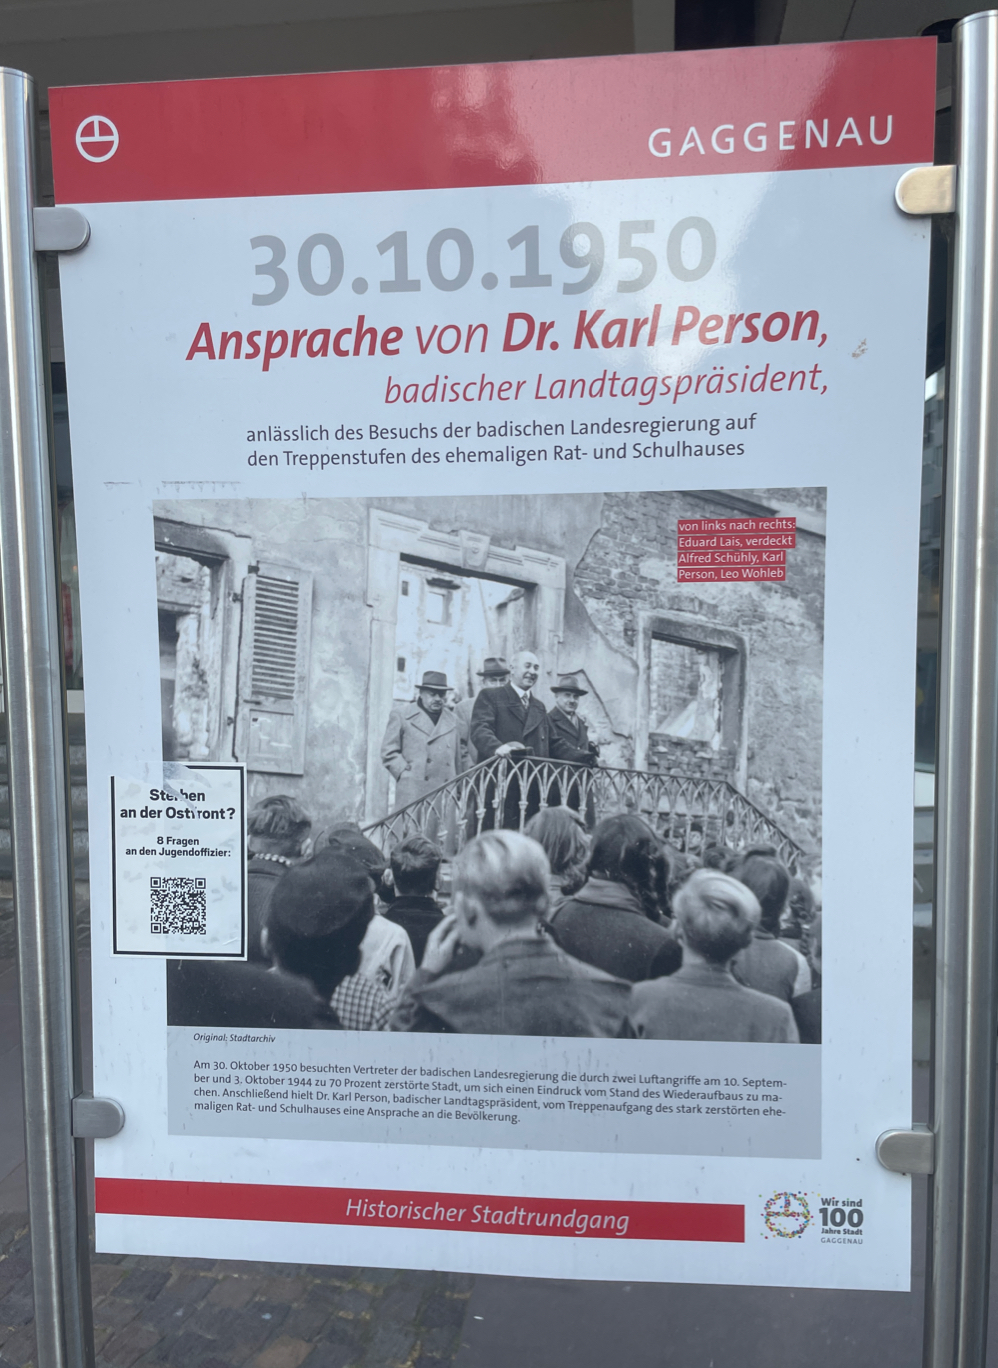 GAGGENAU
30.10.1950
Ansprache von Dr. Karl Person,
badischer Landtagspräsident,
anlässlich des Besuchs der badischen Landesregierung auf
den Treppenstufen des ehemaligen Rat- und Schulhauses
von links nach rechts:
Eduard Lais, verdeckt
Alfred Schühly, Karl
Person, Leo Wohleb
Sterben
an der Ostfront?
8 Fragen
an den Jugendoffizier:
Original: Stadtarchiv
Am 30. Oktober 1950 besuchten Vertreter der badischen Landesregierung die durch zwei Luftangriffe am 10. Septem-
ber und 3. Oktober 1944 zu 70 Prozent zerstörte Stadt, um sich einen Eindruck vom Stand des Wiederaufbaus zu ma-
chen. Anschließend hielt Dr. Karl Person, badischer Landtagspräsident, vom Treppenaufgang des stark zerstörten ehe-
maligen Rat- und Schulhauses eine Ansprache an die Bevölkerung.
Historischer Stadtrundgang
Wir sind
100
Jahre Stadt
GAGGENAU